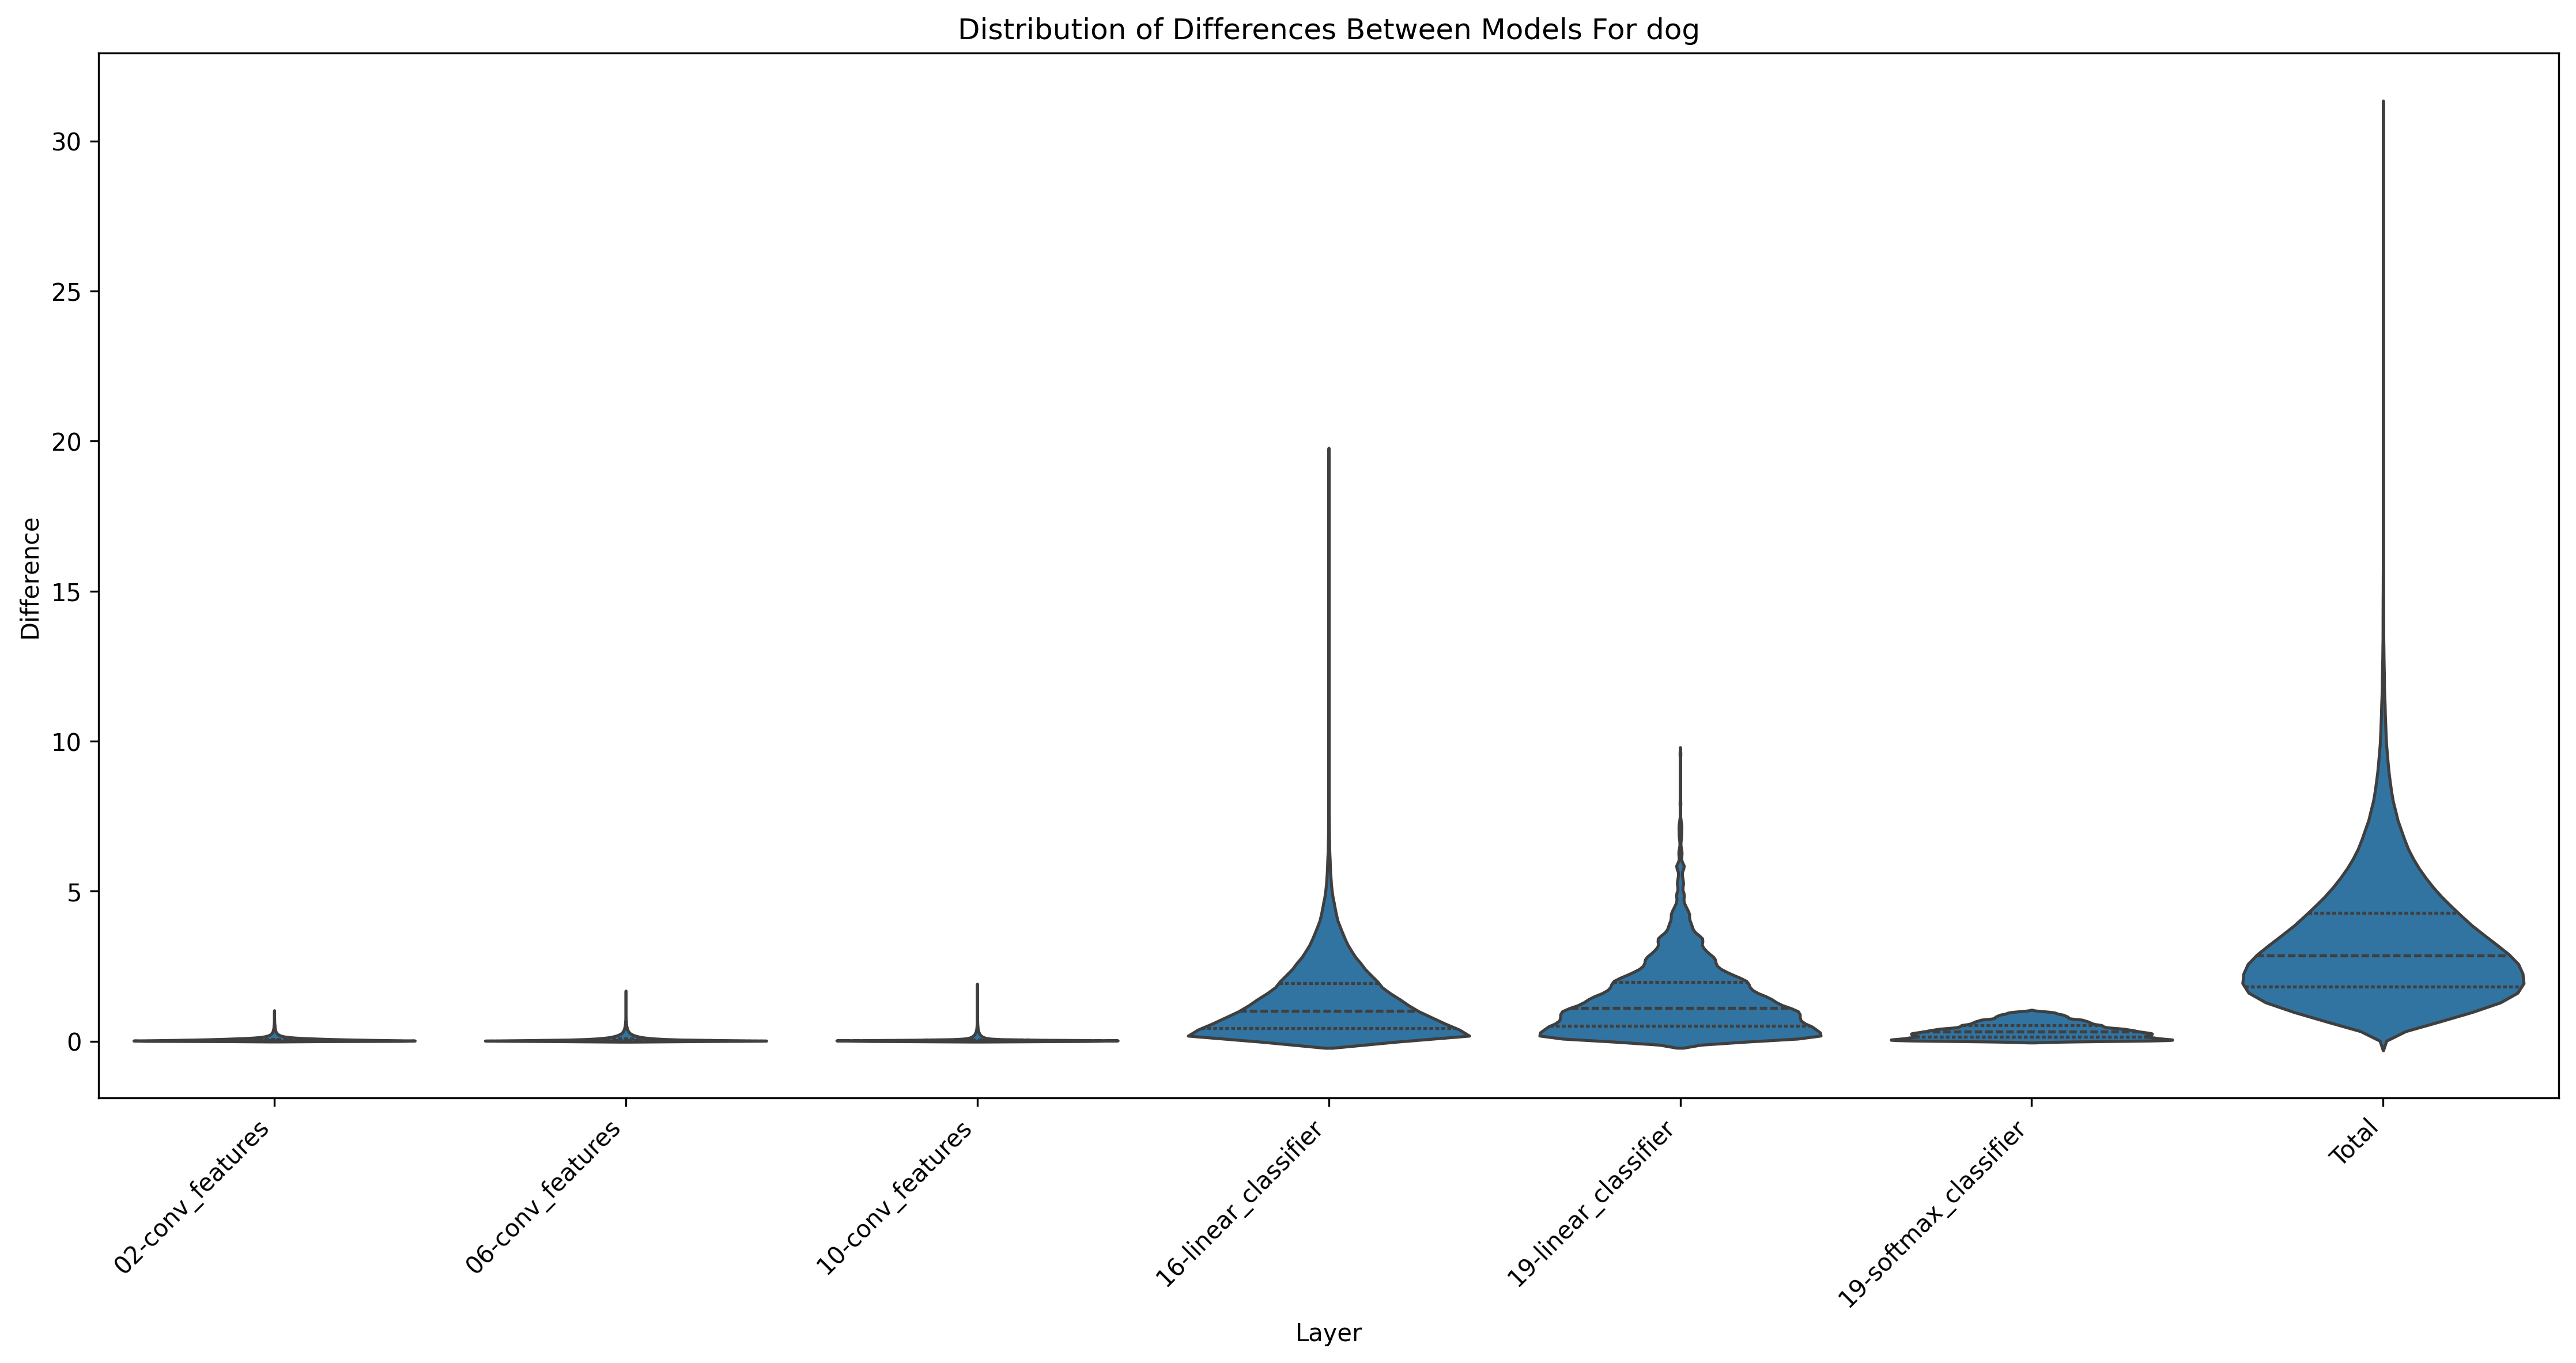 Distribution of Differences Between Models For dog
30
25
20
15
10
5
0
Difference
02-conv_features
06-conv_features
10-conv_features
16-linear_classifier
19-linear_classifier
19-softmax_classifier
Total
Layer